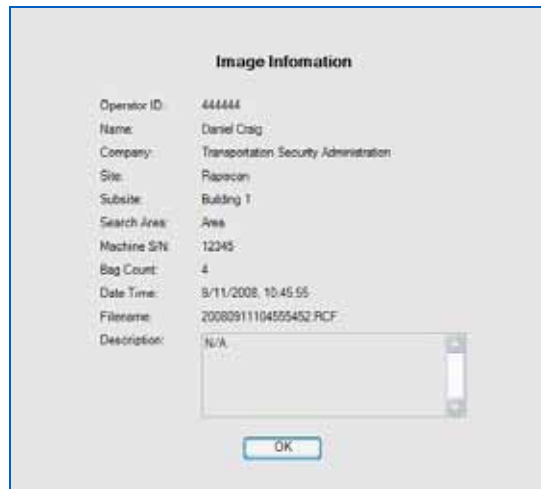 Image Infomation
Operator ID: 444444
Name: Daniel Craig
Company: Transportation Security Administration
Site: Rapiscan
Subsite: Building 1
Search Area: Area
Machine S/N: 12345
Bag Count: 4
Date Time: 9/11/2008, 10:45:55
Filename: 20080911104555452.RCF
Description: N/A
OK